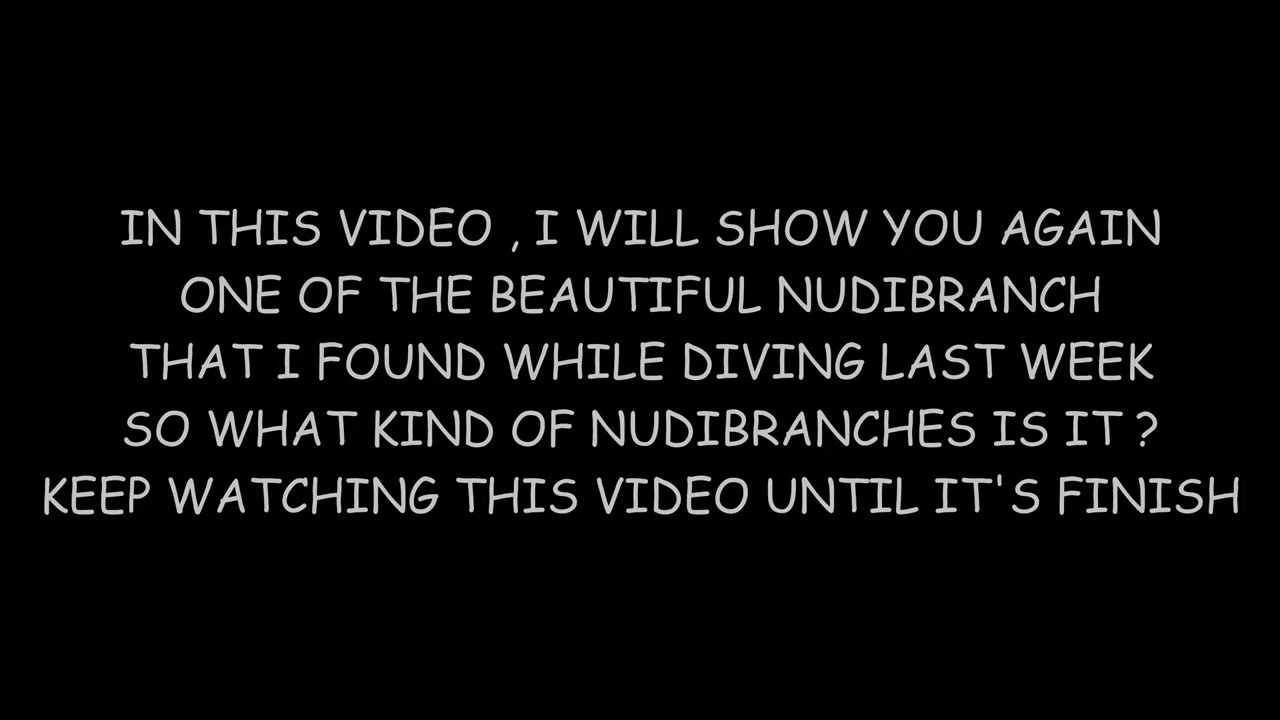 IN THIS VIDEO , I WILL SHOW YOU AGAIN
ONE OF THE BEAUTIFUL NUDIBRANCH
THAT I FOUND WHILE DIVING LAST WEEK
SO WHAT KIND OF NUDIBRANCHES IS IT ?
KEEP WATCHING THIS VIDEO UNTIL IT'S FINISH